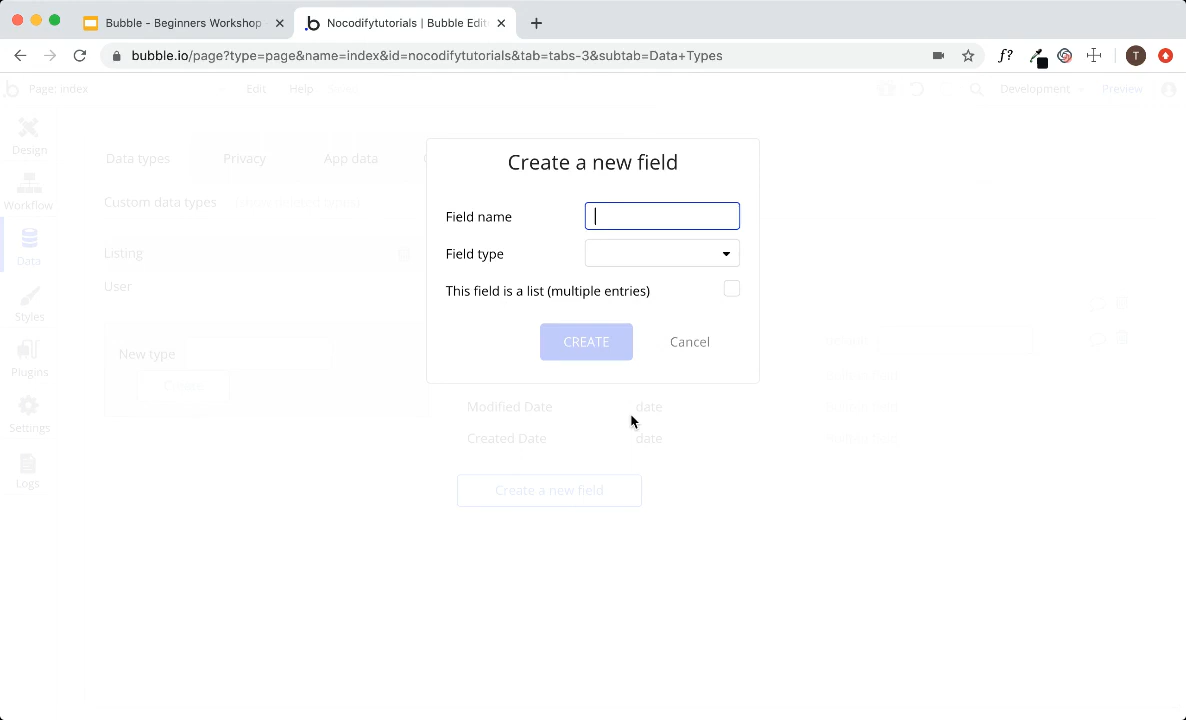 Bubble - Beginners Workshop
Nocodifytutorials | Bubble Edit
bubble.io/page?type=page&name=index&id=nocodifytutorials&tab=tabs-3&subtab=Data+Types
f?
T
Page: index
Edit
Help
Saved
Development
Preview
Design
Workflow
Data
Styles
Plugins
Settings
Logs
Data types
Privacy
App data
Custom data types
Listing
User
New type
Create
Create a new field
Field name
Field type
This field is a list (multiple entries)
CREATE
Cancel
default
Modified Date
date
Created Date
date
Create a new field